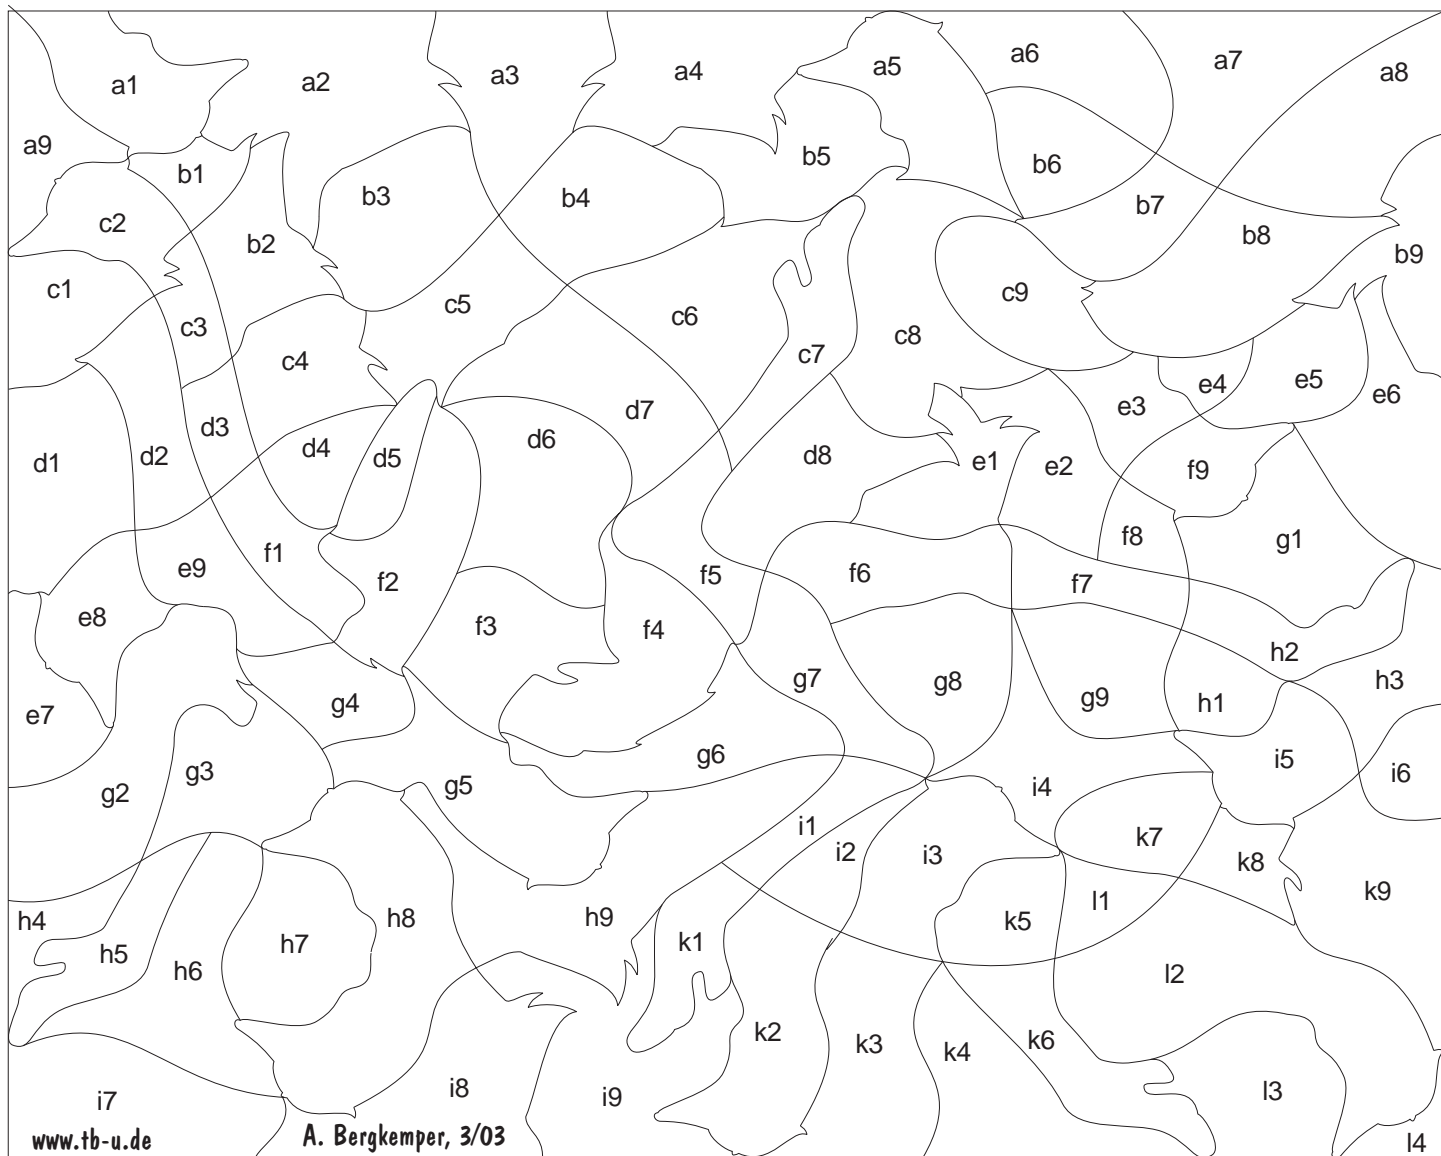 a1
a2
a3
a4
a5
a6
a7
a8
a9
b1
b2
b3
b4
b5
b6
b7
b8
b9
c1
c2
c3
c4
c5
c6
c7
c8
c9
d1
d2
d3
d4
d5
d6
d7
d8
e1
e2
e3
e4
e5
e6
e7
e8
e9
f1
f2
f3
f4
f5
f6
f7
f8
f9
g1
g2
g3
g4
g5
g6
g7
g8
g9
h1
h2
h3
h4
h5
h6
h7
h8
h9
i1
i2
i3
i4
i5
i6
i7
i8
i9
k1
k2
k3
k4
k5
k6
k7
k8
k9
l1
l2
l3
l4
www.tb-u.de
A. Bergkemper, 3/03